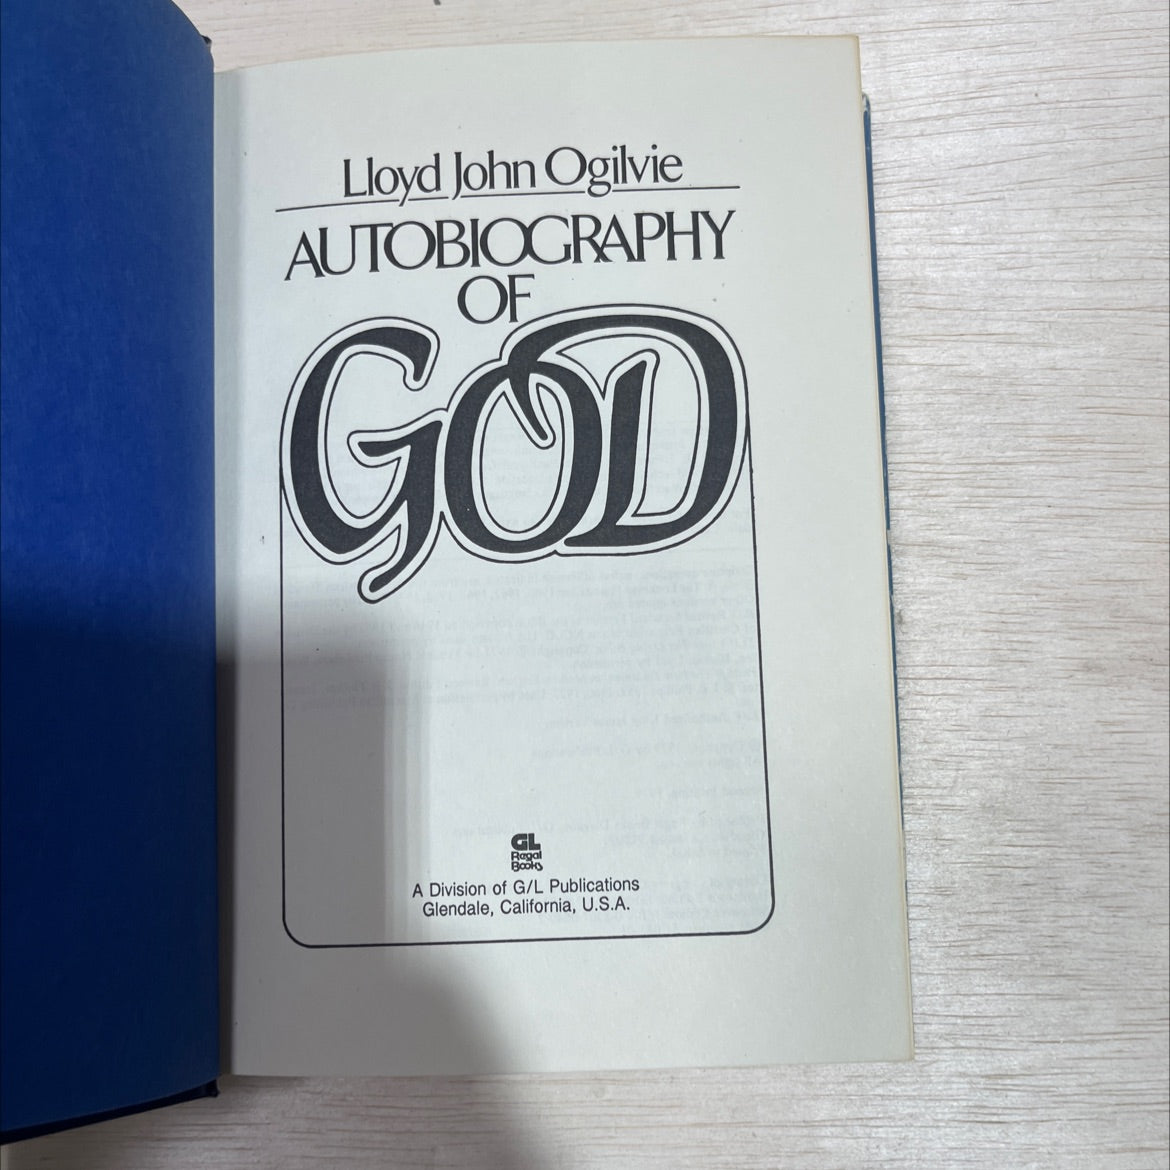 Lloyd John Ogilvie
AUTOBIOGRAPHY
OF
GOD
GL
Regal
Books
A Division of G/L Publications
Glendale, California, U.S.A.